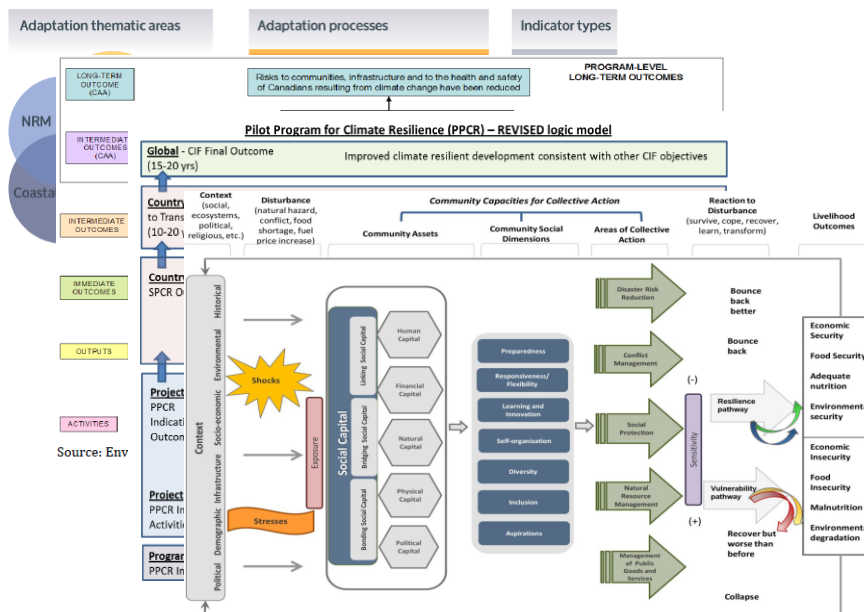 Adaptation thematic areas
Adaptation processes
Indicator types
NRM
Coasta
LONG-TERM
OUTCOME
(CAA)
Risks to communities, infrastructure and to the health and safety
of Canadians resulting from climate change have been reduced
PROGRAM-LEVEL
LONG-TERM OUTCOMES
INTERMEDIAT
OUTCOMES
(CAA)
INTERMEDIATE
OUTCOMES
IMMEDIATE
OUTCOMES
OUTPUTS
ACTIVITIES
Source: Env
Pilot Program for Climate Resilience (PPCR) – REVISED logic model
Global - CIF Final Outcome
(15-20 yrs)
Improved climate resilient development consistent with other CIF objectives
Country
to Trans
(10-20 y
Count
SPCR O
Project
PPCR
Indicati
Outcom
Project
PPCR In
Activiti
Progran
PPCR In
Context
(social,
ecosystems,
political,
religious, etc.)
Disturbance
(natural hazard,
conflict, food
shortage, fuel
price increase)
Community Capacities for Collective Action
Community Assets
Community Social
Dimensions
Areas of Collective
Action
Reaction to
Disturbance
(survive, cope, recover,
learn, transform)
Livelihood
Outcomes
Context
Historical
Environmental
Socio-economic
Infrastructure
Demographic
Political
Shocks
Stresses
Exposure
Social Capital
Linking Social Capital
Bridging Social Capital
Bonding Social Capital
Human
Capital
Financial
Capital
Natural
Capital
Physical
Capital
Political
Capital
Preparedness
Responsiveness/
Flexibility
Learning and
Innovation
Self-organization
Diversity
Inclusion
Aspirations
Disaster Risk
Reduction
Conflict
Management
Social
Protection
Natural
Resource
Management
Management
of Public
Goods and
Services
(-)
Sensitivity
(+)
Bounce
back
better
Bounce
back
Resilience
pathway
Vulnerability
pathway
Recover but
worse than
before
Collapse
Economic
Security
Food Security
Adequate
nutrition
Environmenta
security
Economic
Insecurity
Food
Insecurity
Malnutrition
Environmenta
degradation